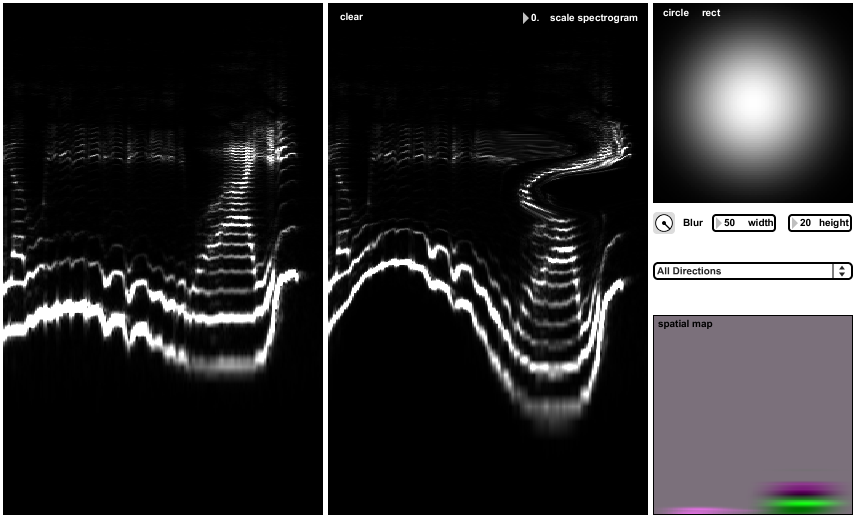 clear
0. scale spectrogram
circle rect
Blur 50 width 20 height
All Directions
spatial map